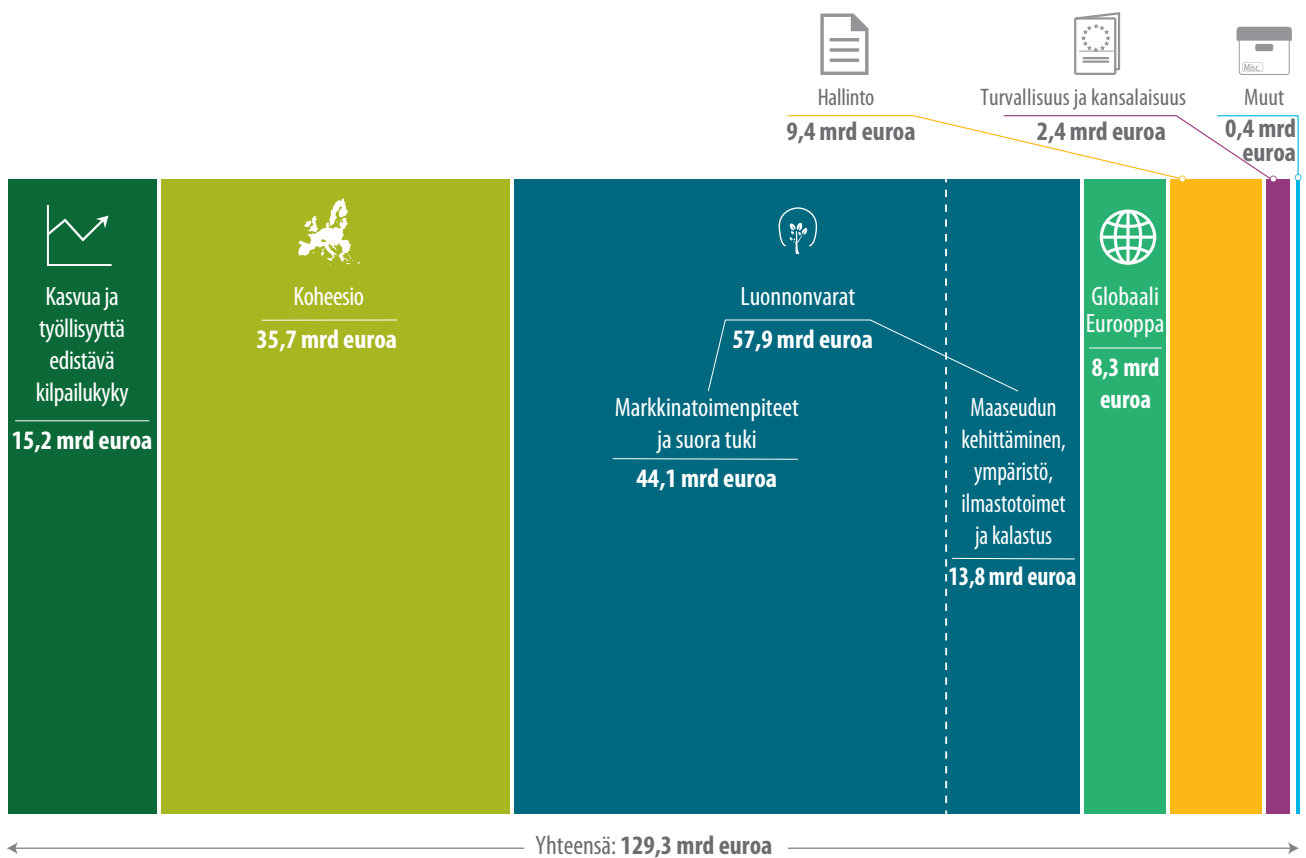 Hallinto
9,4 mrd euroa
Turvallisuus ja kansalaisuus
2,4 mrd euroa
Misc.
Muut
0,4 mrd
euroa
Kasvua ja
työllisyyttä
edistävä
kilpailukyky
15,2 mrd euroa
Koheesio
35,7 mrd euroa
Luonnonvarat
57,9 mrd euroa
Markkinatoimenpiteet
ja suora tuki
44,1 mrd euroa
Maaseudun
kehittäminen,
ympäristö,
ilmastotoimet
ja kalastus
13,8 mrd euroa
Globaali
Eurooppa
8,3 mrd
euroa
Yhteensä: 129,3 mrd euroa